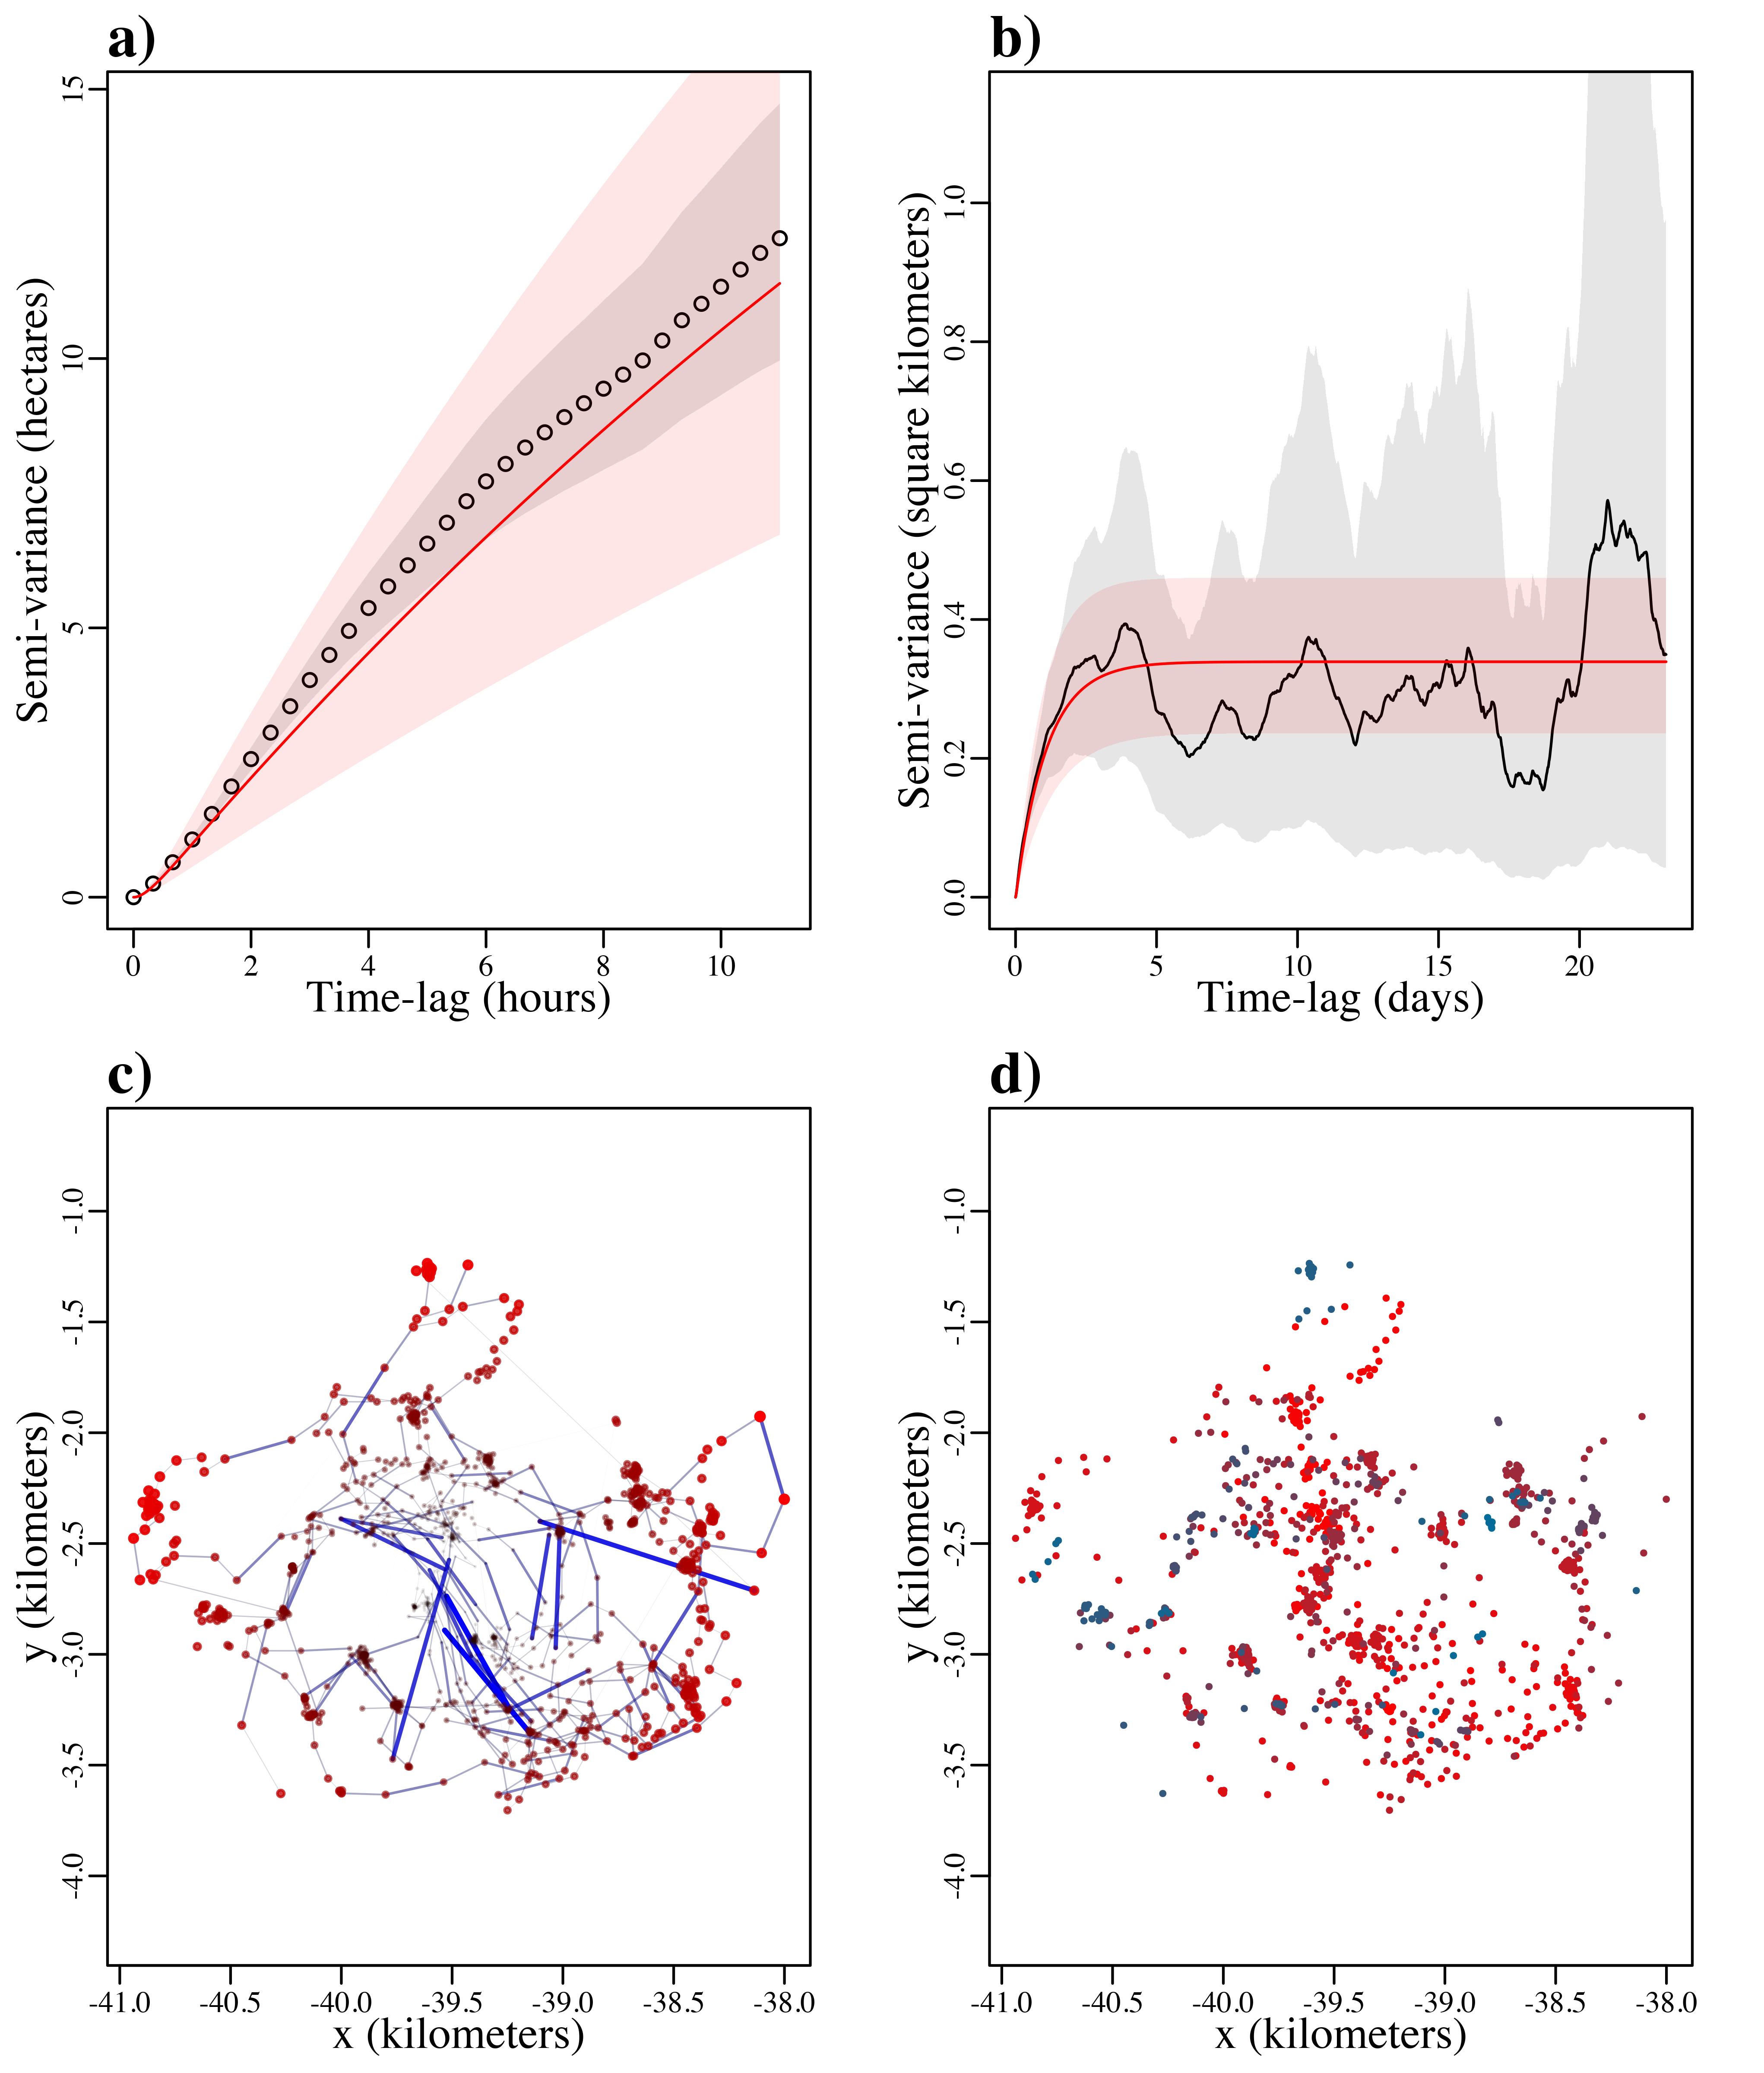 a)
15
10
5
0
Semi-variance (hectares)
0 2 4 6 8 10
Time-lag (hours)
b)
1.0
0.8
0.6
0.4
0.2
0.0
Semi-variance (square kilometers)
0 5 10 15 20
Time-lag (days)
c)
-1.0
-1.5
-2.0
-2.5
-3.0
-3.5
-4.0
y (kilometers)
-41.0 -40.5 -40.0 -39.5 -39.0 -38.5 -38.0
x (kilometers)
d)
-1.0
-1.5
-2.0
-2.5
-3.0
-3.5
-4.0
y (kilometers)
-41.0 -40.5 -40.0 -39.5 -39.0 -38.5 -38.0
x (kilometers)